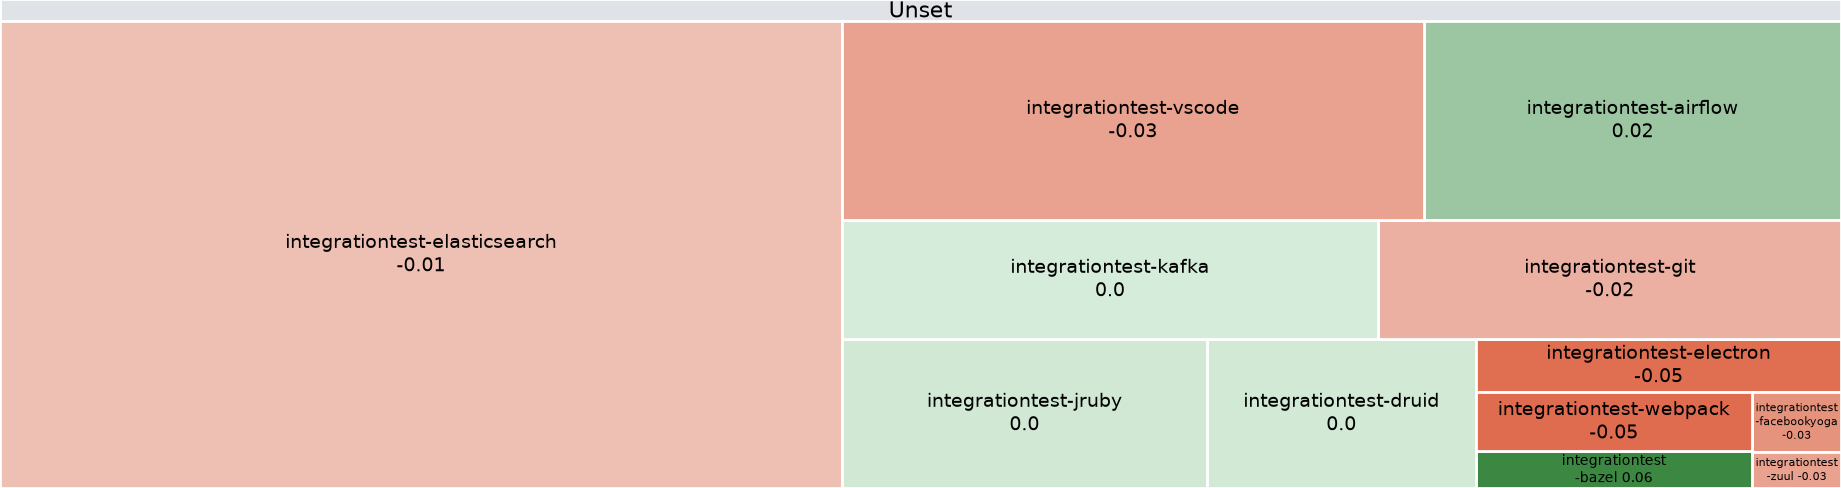 Unset
integrationtest-elasticsearch
-0.01
integrationtest-vscode
-0.03
integrationtest-airflow
0.02
integrationtest-kafka
0.0
integrationtest-git
-0.02
integrationtest-jruby
0.0
integrationtest-druid
0.0
integrationtest-electron
-0.05
integrationtest-webpack
-0.05
integrationtest
-facebookyoga
-0.03
integrationtest
-bazel 0.06
integrationtest
-zuul -0.03